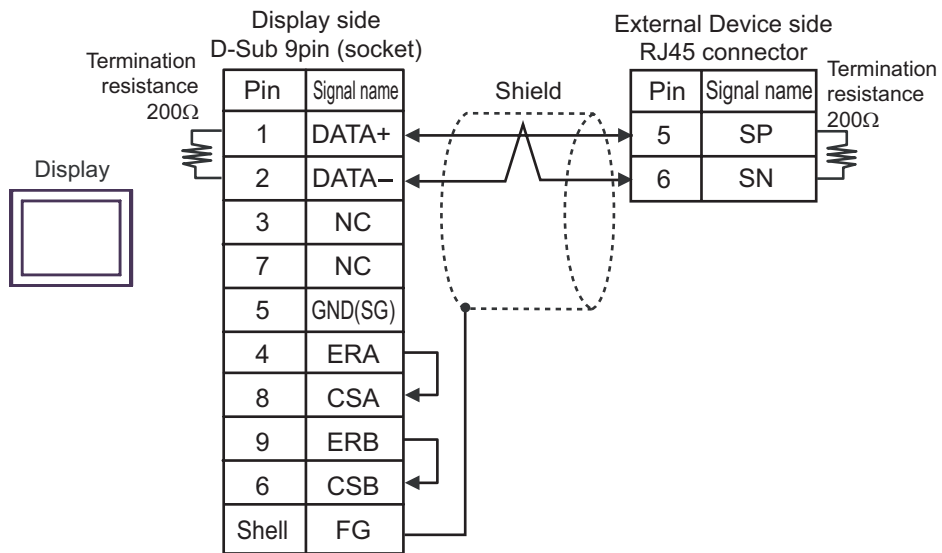 Display side
D-Sub 9pin (socket)
External Device side
RJ45 connector
Termination
resistance
200Ω
Termination
resistance
200Ω
Display
Shield
Pin Signal name
1 DATA+
2 DATA−
3 NC
7 NC
5 GND(SG)
4 ERA
8 CSA
9 ERB
6 CSB
Shell FG
Pin Signal name
5 SP
6 SN